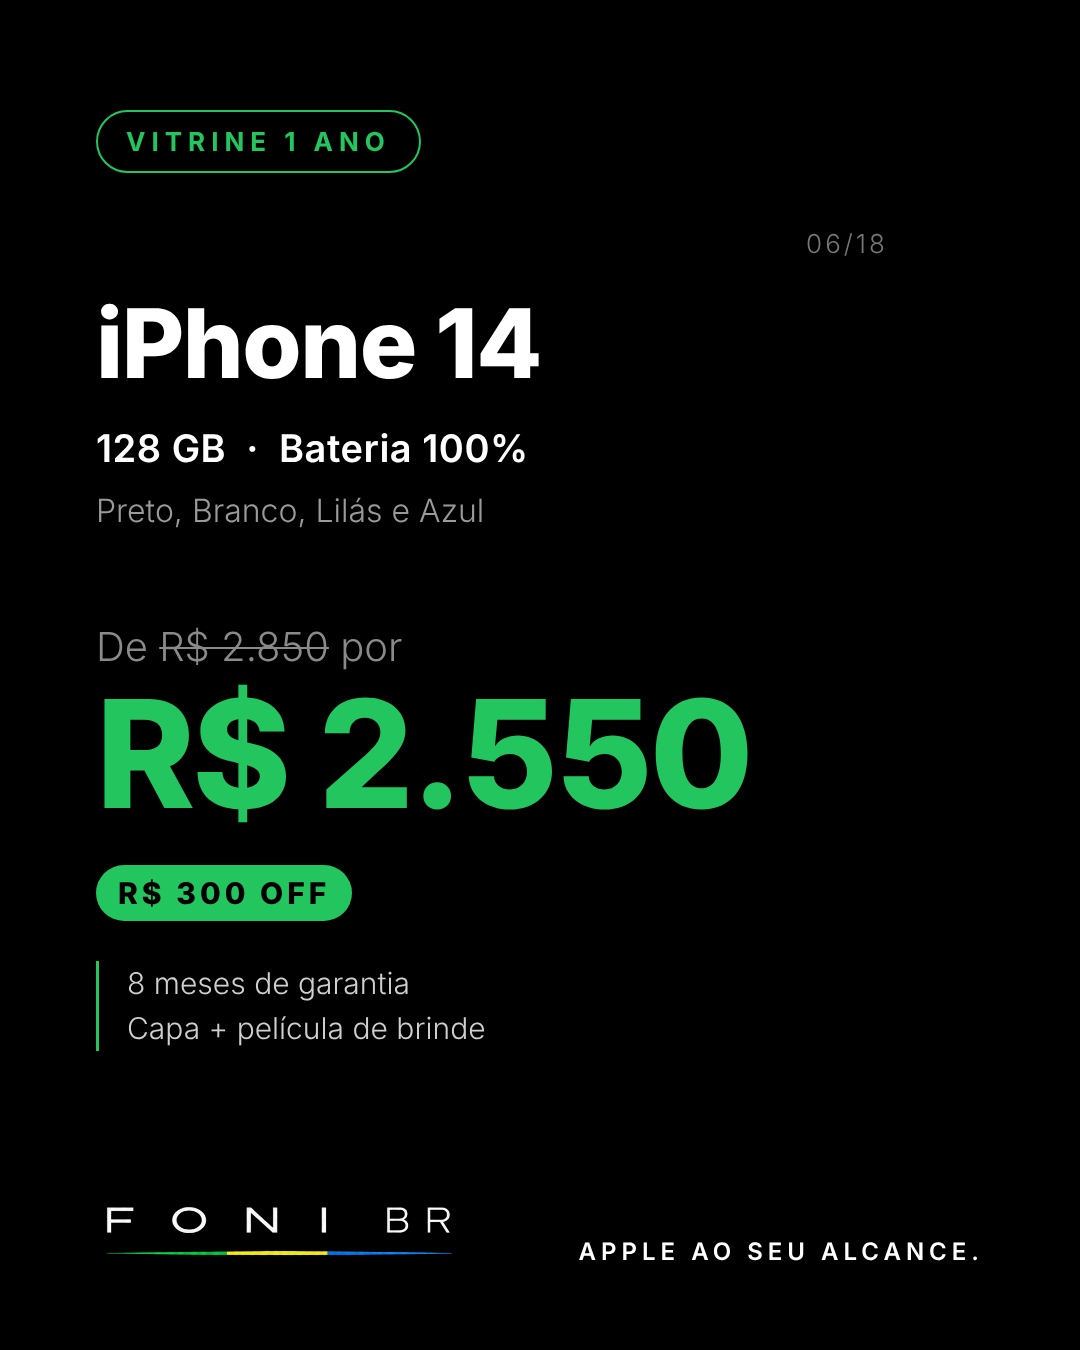 VITRINE 1 ANO
06/18
iPhone 14
128 GB · Bateria 100%
Preto, Branco, Lilás e Azul
De R$ 2.850 por
R$ 2.550
R$ 300 OFF
8 meses de garantia
Capa + película de brinde
FONI BR
APPLE AO SEU ALCANCE.